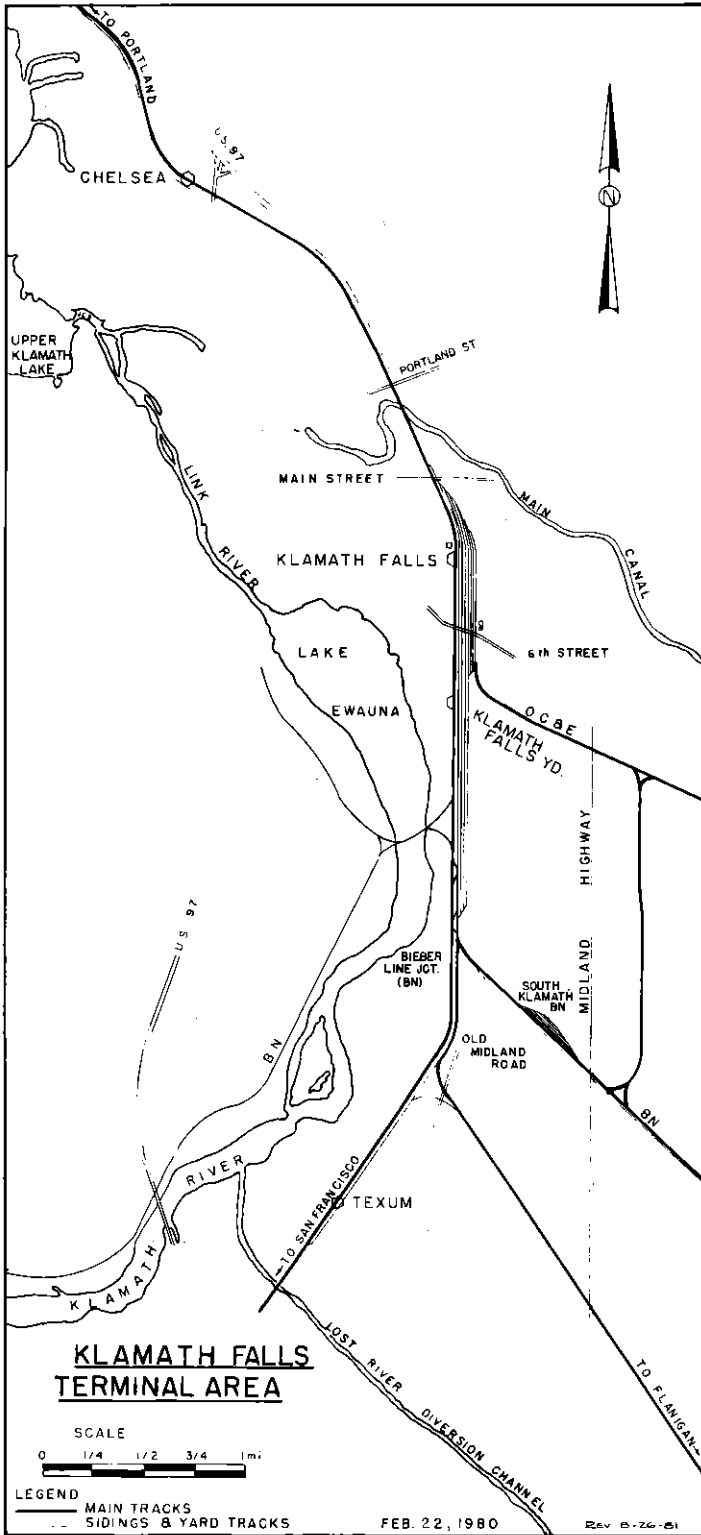 TO PORTLAND
US 97
CHELSEA
N
UPPER
KLAMATH
LAKE
PORTLAND ST
LINK
RIVER
MAIN STREET
MAIN
CANAL
KLAMATH FALLS
6th STREET
LAKE
EWAUNA
OC&E
KLAMATH
FALLS YD.
MIDLAND HIGHWAY
US 97
BIEBER
LINE JCT.
(BN)
SOUTH
KLAMATH
BN
OLD
MIDLAND
ROAD
BN
BN
KLAMATH RIVER
TO SAN FRANCISCO
TEXUM
LOST RIVER DIVERSION CHANNEL
TO FLANIGAN
KLAMATH FALLS
TERMINAL AREA
SCALE
0 1/4 1/2 3/4 1mi
LEGEND
MAIN TRACKS
SIDINGS & YARD TRACKS
FEB. 22, 1980
REV 8-26-81